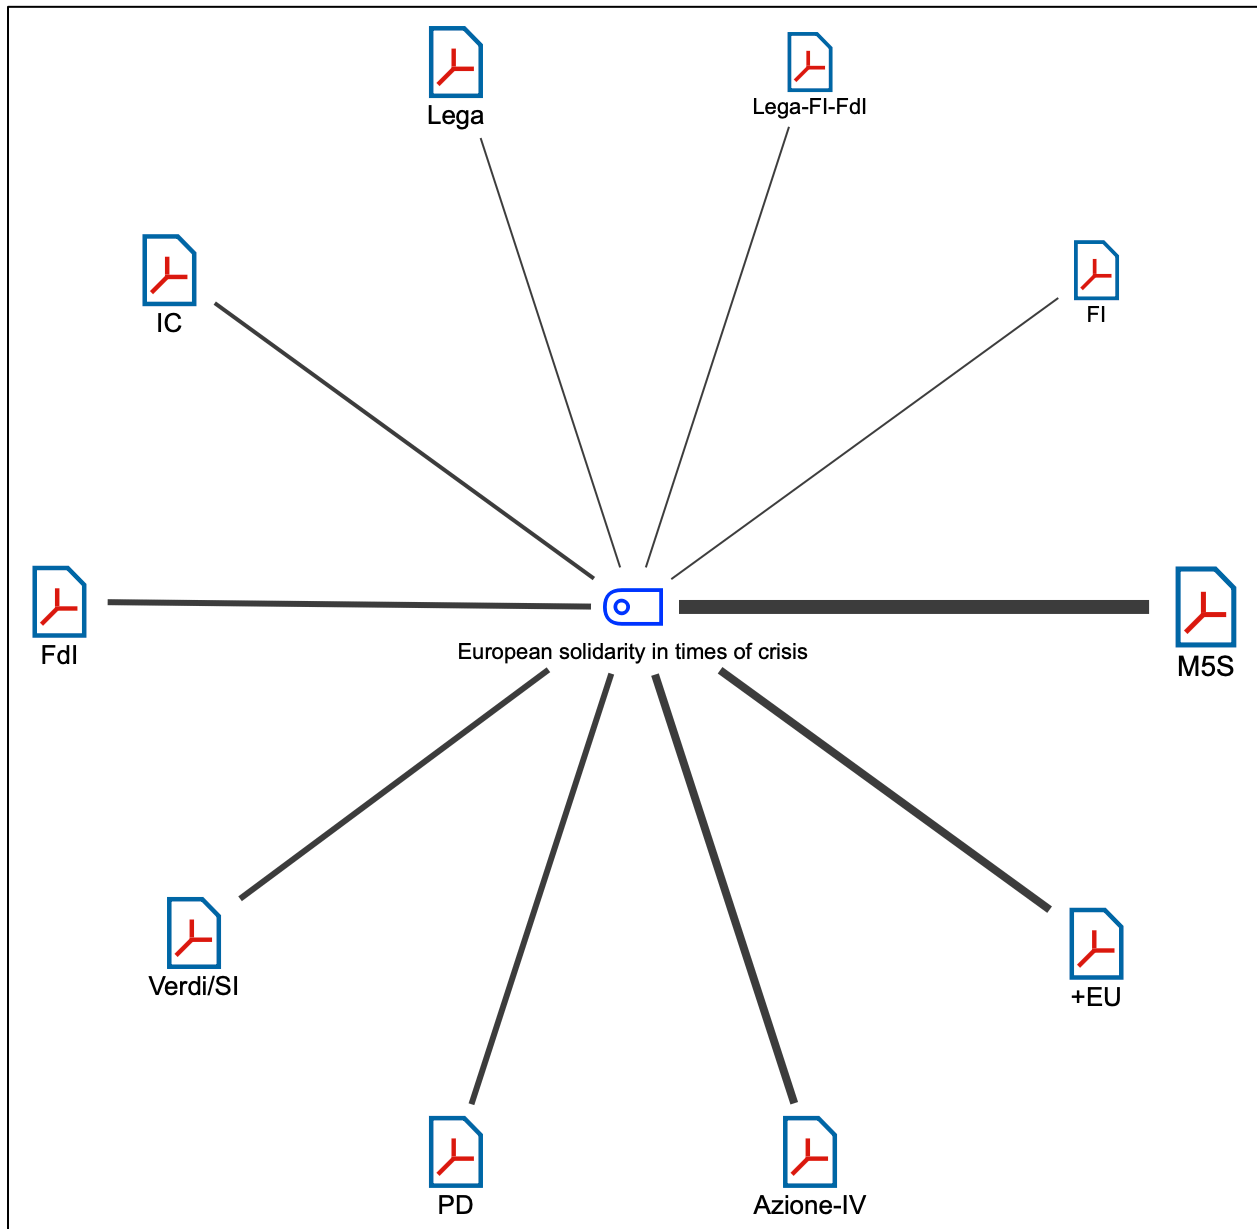 Lega
Lega-FI-FdI
IC
FI
FdI
European solidarity in times of crisis
M5S
Verdi/SI
+EU
PD
Azione-IV